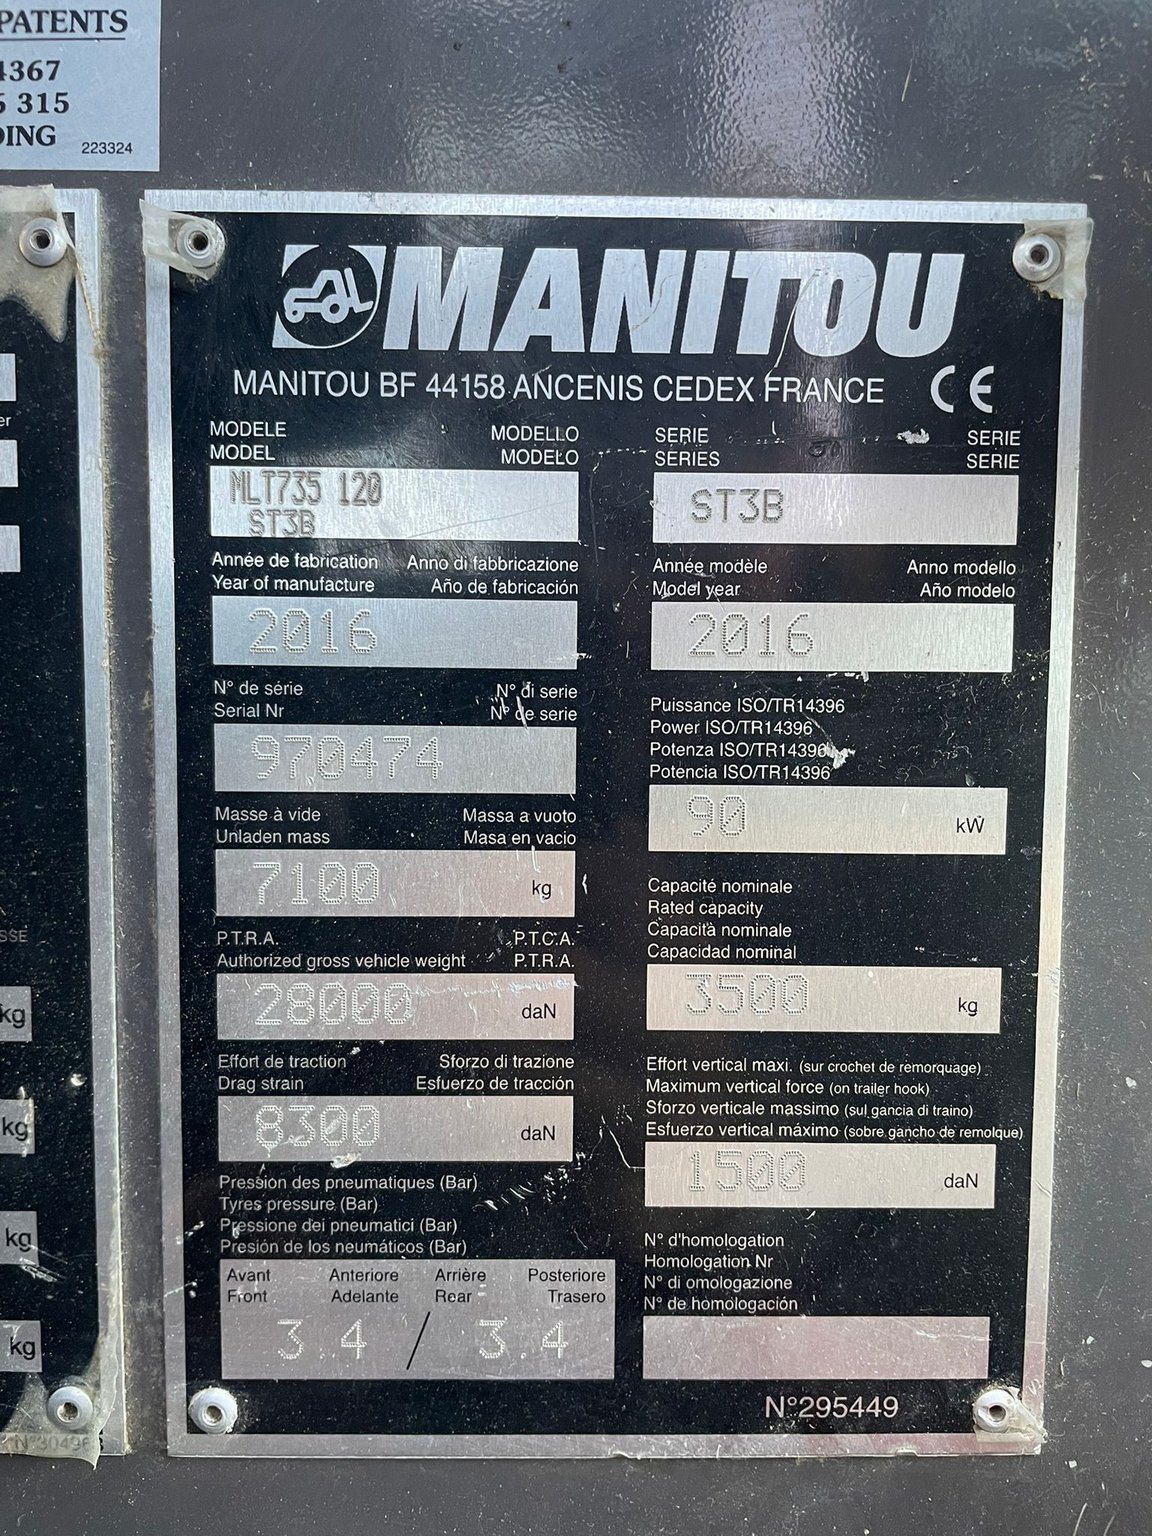 PATENTS
4367
315
DING
223324
er
SSE
kg
kg
kg
kg
MANITOU
MANITOU BF 44158 ANCENIS CEDEX FRANCE CE
MODELE MODELLO
MODEL MODELO
MLT735 120
ST3B
SERIE SERIE
SERIES SERIE
ST3B
Année de fabrication Anno di fabbricazione
Year of manufacture Año de fabricación
2016
Année modèle Anno modello
Model year Año modelo
2016
N° de série N° di serie
Serial Nr N° de serie
970474
Puissance ISO/TR14396
Power ISO/TR14396
Potenza ISO/TR14396
Potencia ISO/TR14396
90 kW
Masse à vide Massa a vuoto
Unladen mass Masa en vacio
7100 kg
Capacité nominale
Rated capacity
Capacità nominale
Capacidad nominal
3500 kg
P.T.R.A. P.T.C.A.
Authorized gross vehicle weight P.T.R.A.
28000 daN
Effort de traction Sforzo di trazione
Drag strain Esfuerzo de tracción
8300 daN
Effort vertical maxi. (sur crochet de remorquage)
Maximum vertical force (on trailer hook)
Sforzo verticale massimo (sul gancia di traino)
Esfuerzo vertical máximo (sobre gancho de remolque)
1500 daN
Pression des pneumatiques (Bar)
Tyres pressure (Bar)
Pressione dei pneumatici (Bar)
Presión de los neumáticos (Bar)
Avant Anteriore Arrière Posteriore
Front Adelante Rear Trasero
3.4 / 3.4
N° d'homologation
Homologation Nr
N° di omologazione
N° de homologación
N°295449